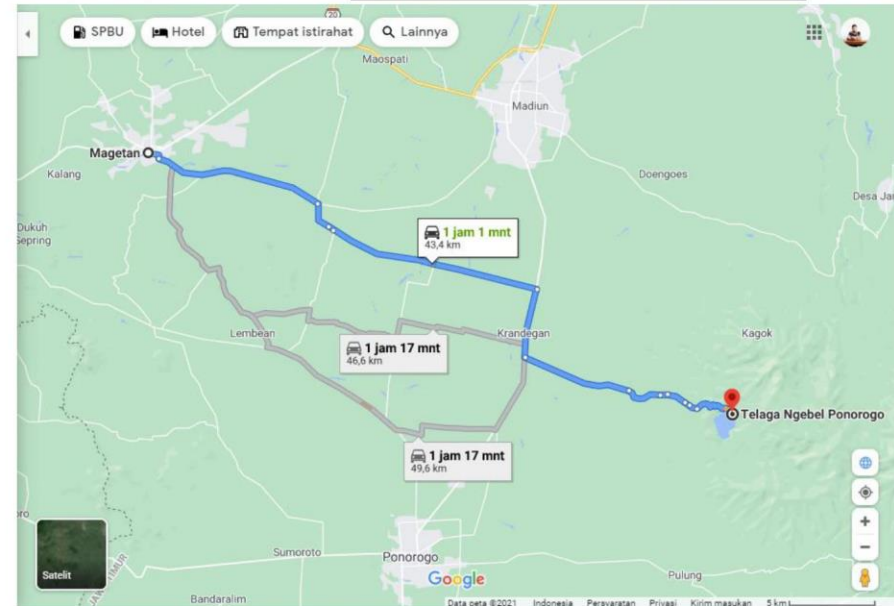 SPBU
Hotel
Tempat istirahat
Lainnya
20
Maospati
Madiun
Magetan
Kalang
Doengoes
Desa Jar
Dukuh
Sepring
1 jam 1 mnt
43,4 km
Lembean
Krandegan
Kagok
1 jam 17 mnt
46,6 km
Telaga Ngebel Ponorogo
1 jam 17 mnt
49,6 km
Satelit
Sumoroto
Ponorogo
Google
Pulung
Bandaralim
Data peta ©2021 Indonesia Persyaratan Privasi Kirim masukan 5 km